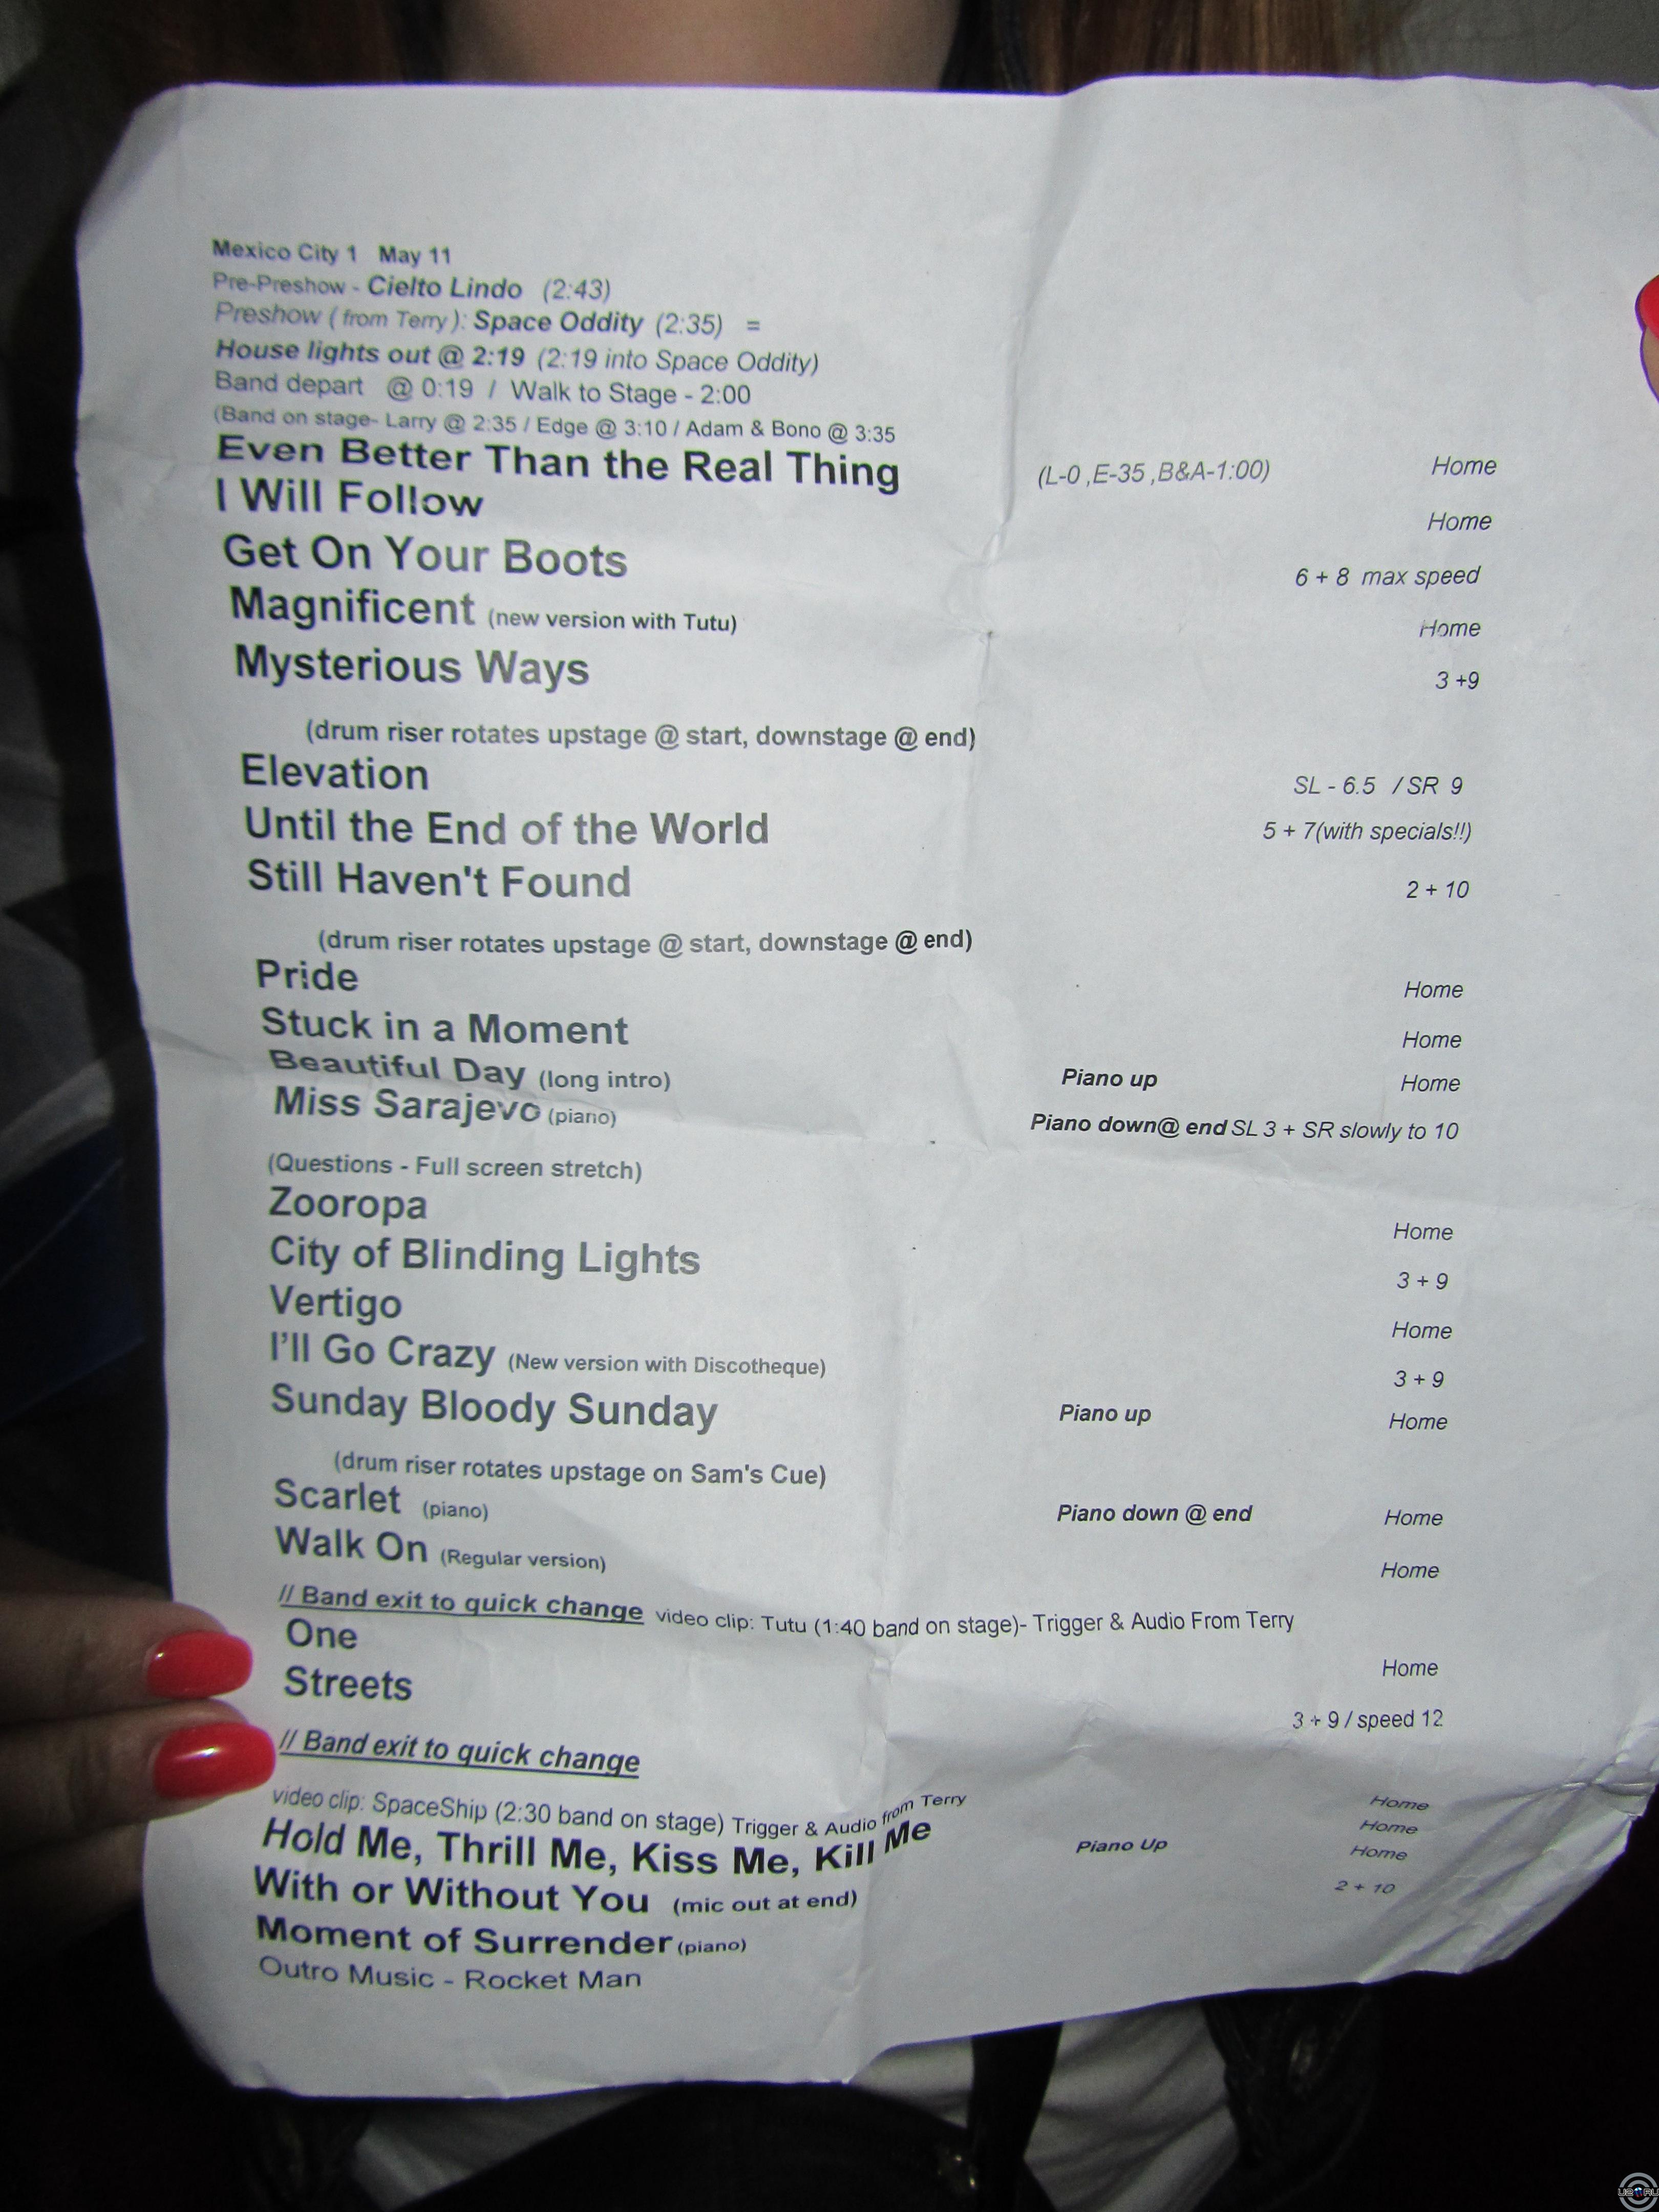 Mexico City 1 May 11
Pre-Preshow - Cielto Lindo (2:43)
Preshow ( from Terry ): Space Oddity (2:35) =
House lights out @ 2:19 (2:19 into Space Oddity)
Band depart @ 0:19 / Walk to Stage - 2:00
(Band on stage- Larry @ 2:35 / Edge @ 3:10 / Adam & Bono @ 3:35
Even Better Than the Real Thing (L-0 ,E-35 ,B&A-1:00) Home
I Will Follow Home
Get On Your Boots 6 + 8 max speed
Magnificent (new version with Tutu) Home
Mysterious Ways 3 +9
(drum riser rotates upstage @ start, downstage @ end)
Elevation SL - 6.5 / SR 9
Until the End of the World 5 + 7(with specials!!)
Still Haven't Found 2 + 10
(drum riser rotates upstage @ start, downstage @ end)
Pride Home
Stuck in a Moment Home
Beautiful Day (long intro) Piano up Home
Miss Sarajevo (piano) Piano down@ end SL 3 + SR slowly to 10
(Questions - Full screen stretch)
Zooropa Home
City of Blinding Lights 3 + 9
Vertigo Home
I'll Go Crazy (New version with Discotheque) 3 + 9
Sunday Bloody Sunday Piano up Home
(drum riser rotates upstage on Sam's Cue)
Scarlet (piano) Piano down @ end Home
Walk On (Regular version) Home
// Band exit to quick change video clip: Tutu (1:40 band on stage)- Trigger & Audio From Terry
One Home
Streets 3 + 9 / speed 12
// Band exit to quick change
video clip: SpaceShip (2:30 band on stage) Trigger & Audio from Terry Home
Hold Me, Thrill Me, Kiss Me, Kill Me Home
With or Without You (mic out at end) Piano Up Home
Moment of Surrender (piano) 2 + 10
Outro Music - Rocket Man